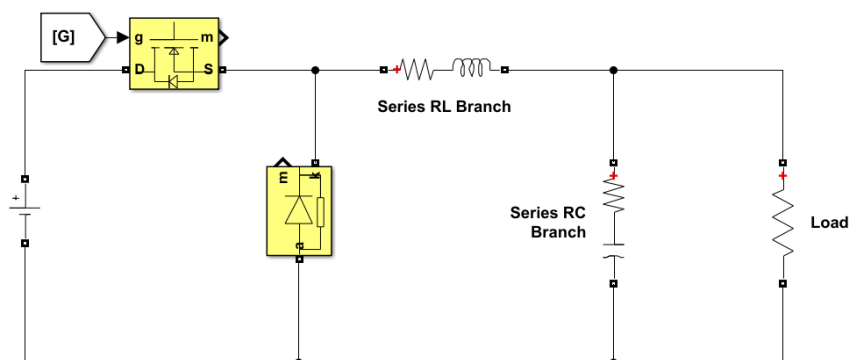 [G]
g
m
D
S
Series RL Branch
m
k
a
Series RC
Branch
Load